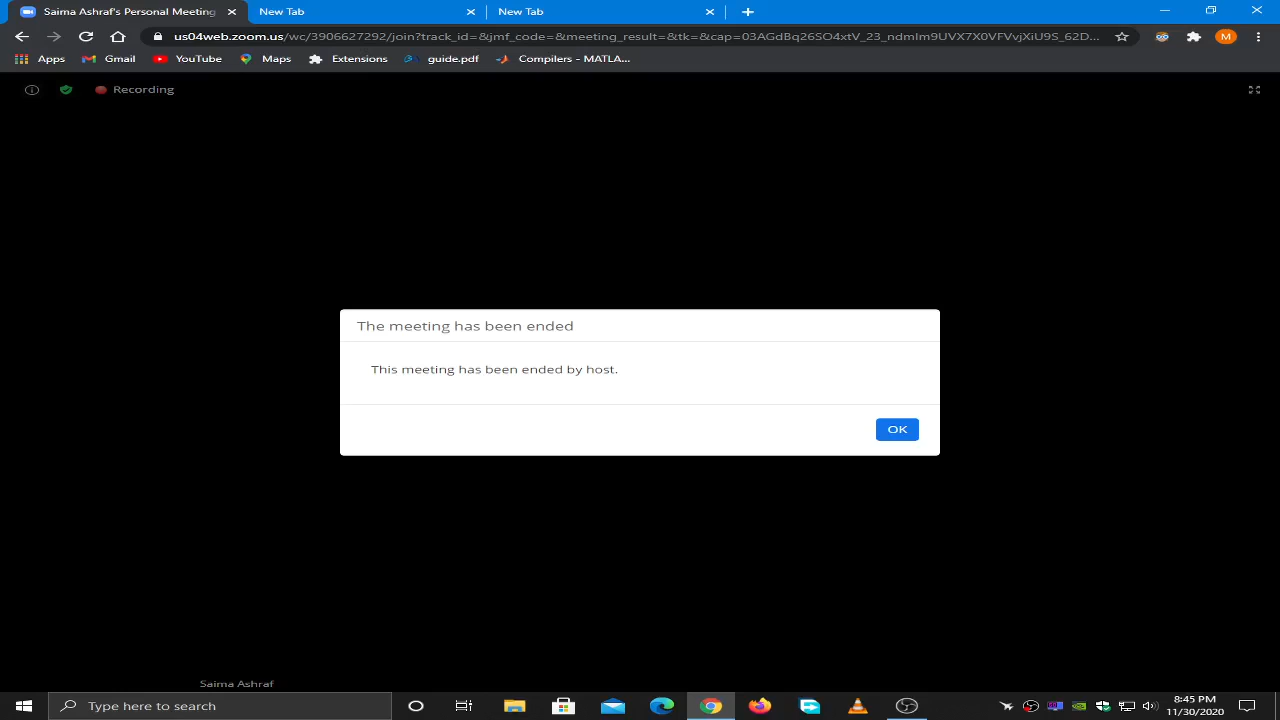 Saima Ashraf's Personal Meeting
New Tab
New Tab
us04web.zoom.us/wc/3906627292/join?track_id=&jmf_code=&meeting_result=&tk=&cap=03AGdBq26SO4xtV_23_ndmIm9UVX7X0VFVvjXiU9S_62D...
M
Apps
Gmail
YouTube
Maps
Extensions
guide.pdf
Compilers - MATLA...
Recording
The meeting has been ended
This meeting has been ended by host.
OK
Saima Ashraf
Type here to search
8:45 PM
11/30/2020